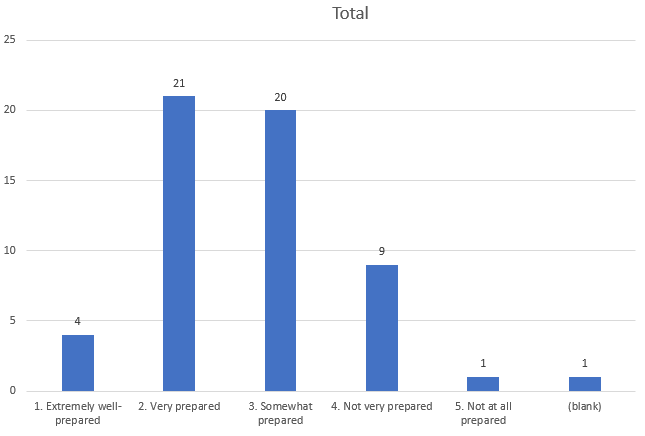 Total
25
20
15
10
5
0
4
21
20
9
1
1
1. Extremely well-
prepared
2. Very prepared
3. Somewhat
prepared
4. Not very prepared
5. Not at all
prepared
(blank)